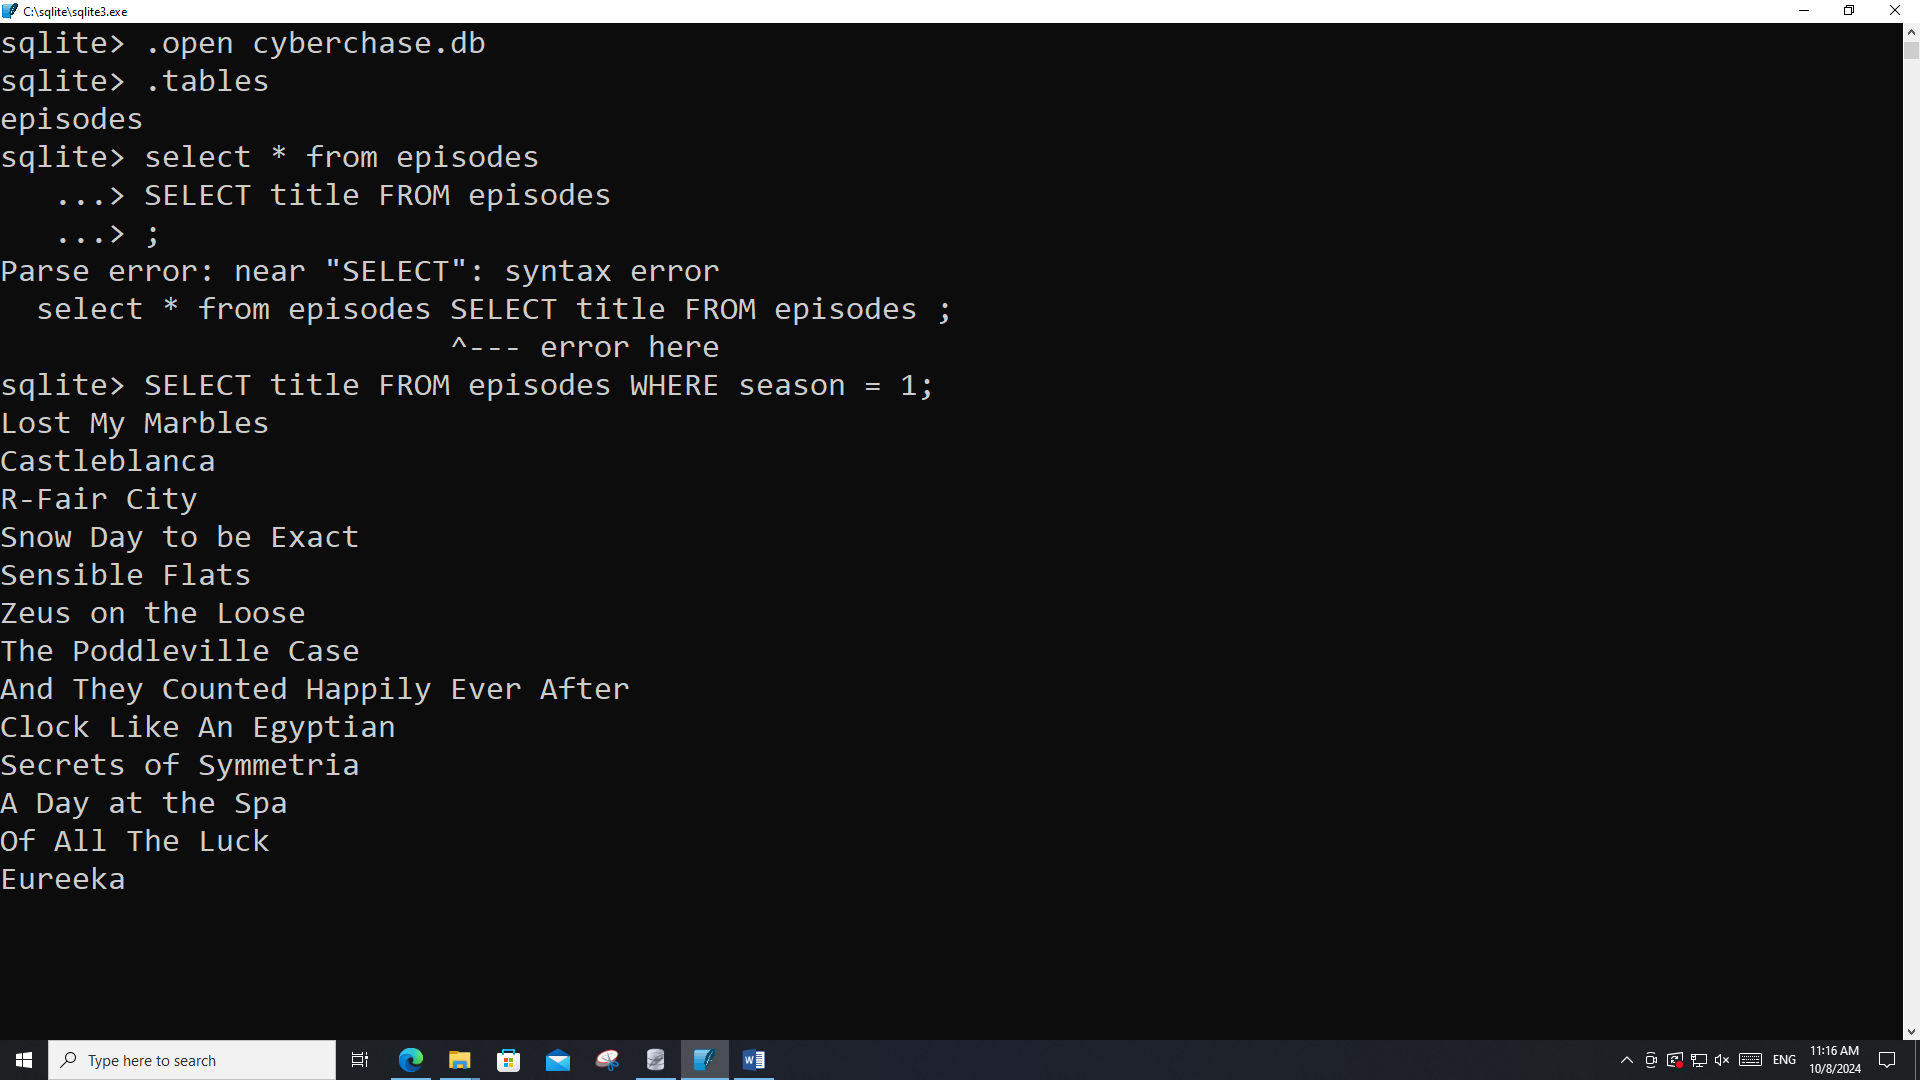 C:\sqlite\sqlite3.exe
sqlite> .open cyberchase.db
sqlite> .tables
episodes
sqlite> select * from episodes
   ...> SELECT title FROM episodes
   ...> ;
Parse error: near "SELECT": syntax error
  select * from episodes SELECT title FROM episodes ;
                         ^--- error here
sqlite> SELECT title FROM episodes WHERE season = 1;
Lost My Marbles
Castleblanca
R-Fair City
Snow Day to be Exact
Sensible Flats
Zeus on the Loose
The Poddleville Case
And They Counted Happily Ever After
Clock Like An Egyptian
Secrets of Symmetria
A Day at the Spa
Of All The Luck
Eureeka
Type here to search
W
ENG
11:16 AM
10/8/2024